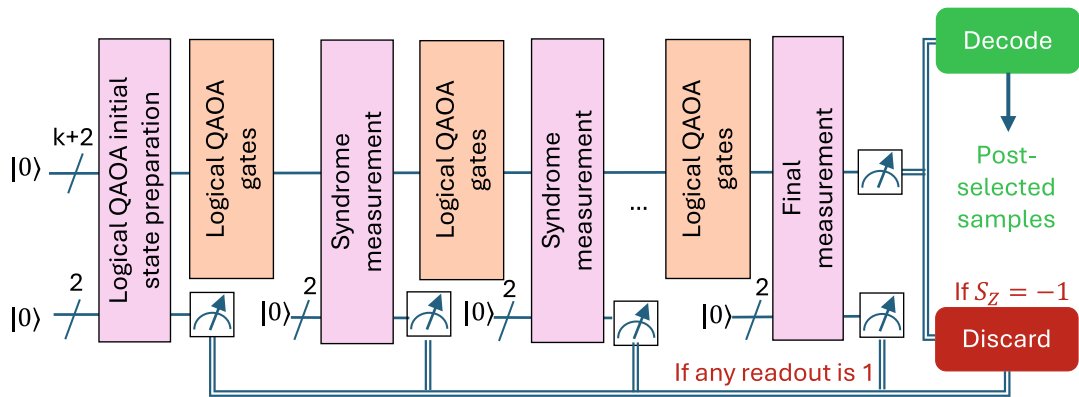 k+2
|0⟩
2
|0⟩
Logical QAOA initial
state preparation
Logical QAOA
gates
Syndrome
measurement
|0⟩
2
Logical QAOA
gates
Syndrome
measurement
|0⟩
2
...
Logical QAOA
gates
Final
measurement
|0⟩
2
Decode
Post-
selected
samples
If S_Z = −1
Discard
If any readout is 1